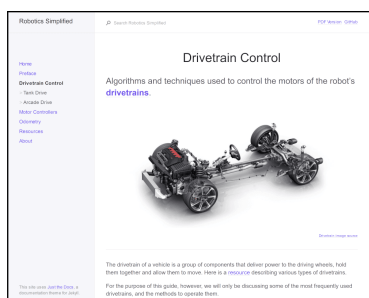 Robotics Simplified
Search Robotics Simplified
PDF Version GitHub
Home
Preface
Drivetrain Control
Tank Drive
Arcade Drive
Motor Controllers
Odometry
Resources
About
This site uses Just the Docs, a
documentation theme for Jekyll.
Drivetrain Control
Algorithms and techniques used to control the motors of the robot's
drivetrains.
Drivetrain image source
The drivetrain of a vehicle is a group of components that deliver power to the driving wheels, hold
them together and allow them to move. Here is a resource describing various types of drivetrains.
For the purpose of this guide, however, we will only be discussing some of the most frequently used
drivetrains, and the methods to operate them.